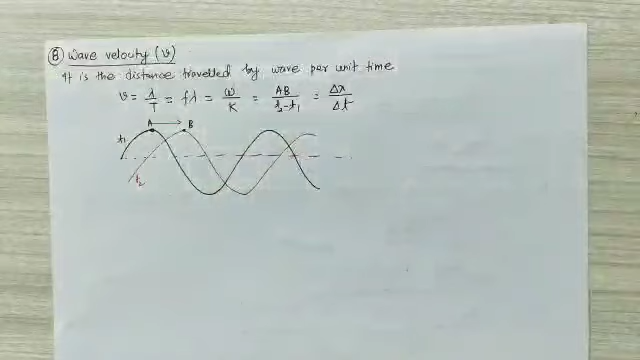 ⑧ Wave velocity (v)
It is the distance travelled by wave per unit time
v = λ/T = fλ = ω/K = AB/t₂-t₁ = Δx/Δt
A B
t₁
t₂